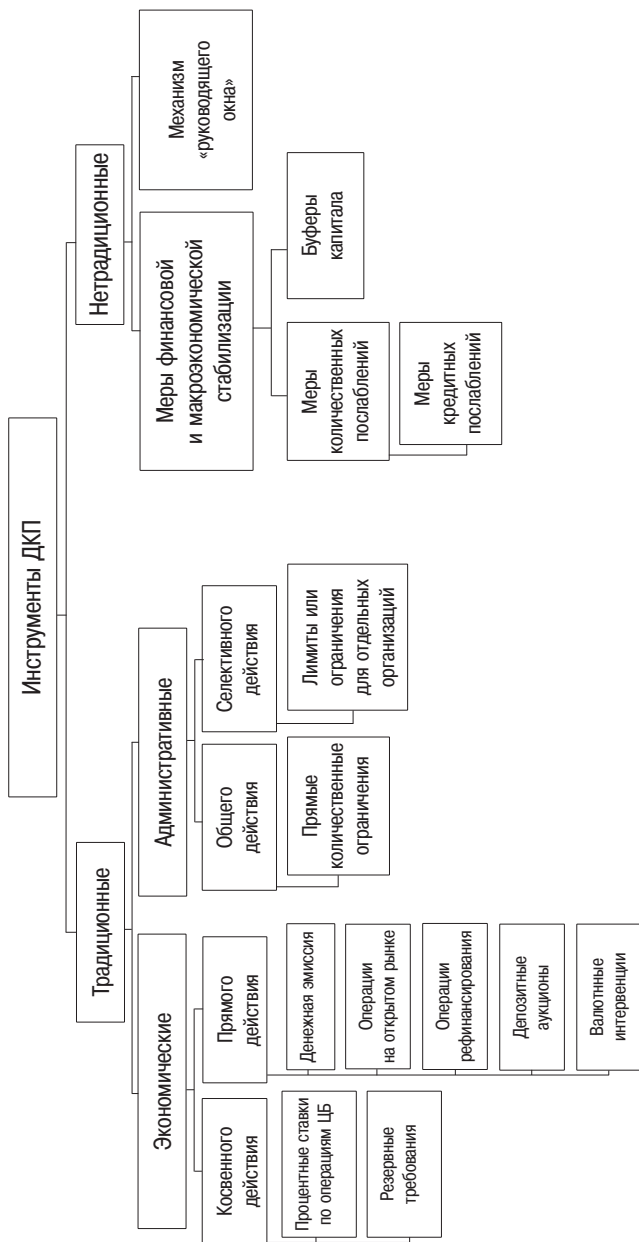 Инструменты ДКП
Традиционные
Экономические
Косвенного
действия
Процентные ставки
по операциям ЦБ
Резервные
требования
Прямого
действия
Денежная эмиссия
Операции
на открытом рынке
Операции
рефинансирования
Депозитные
аукционы
Валютнные
интервенции
Административные
Общего
действия
Прямые
количественные
ограничения
Селективного
действия
Лимиты или
ограничения
для отдельных
организаций
Нетрадиционные
Меры финансовой
и макроэкономической
стабилизации
Меры
количественных
послаблений
Меры
кредитных
послаблений
Буферы
капитала
Механизм
«руководящего
окна»